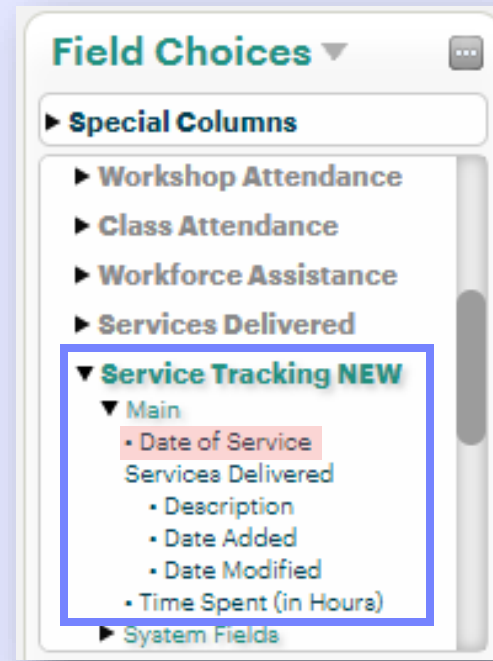 Field Choices
Special Columns
Workshop Attendance
Class Attendance
Workforce Assistance
Services Delivered
Service Tracking NEW
Main
• Date of Service
Services Delivered
• Description
• Date Added
• Date Modified
• Time Spent (in Hours)
System Fields